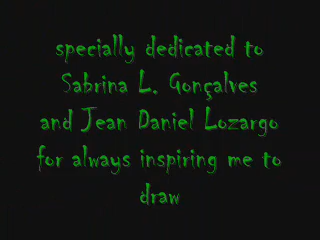 specially dedicated to
Sabrina L. Gonçalves
and Jean Daniel Lozargo
for always inspiring me to
draw